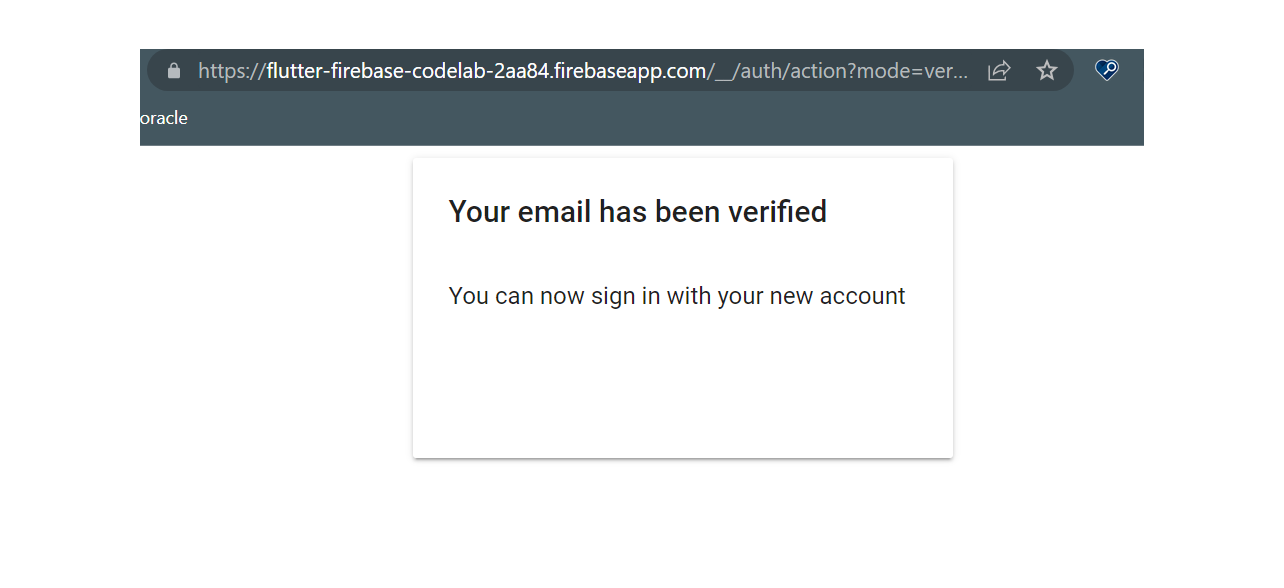 https://flutter-firebase-codelab-2aa84.firebaseapp.com/__/auth/action?mode=ver...
oracle
Your email has been verified
You can now sign in with your new account